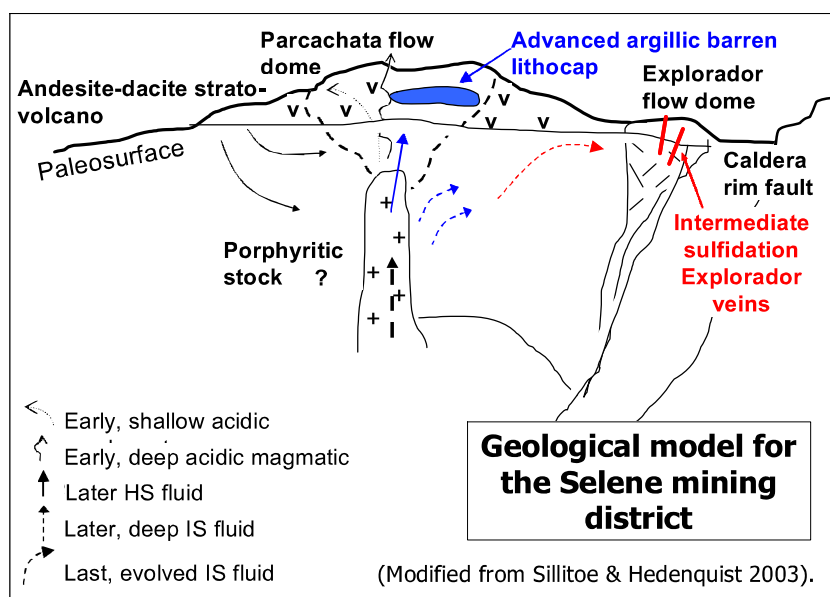 Parcachata flow
dome
Advanced argillic barren
lithocap
Explorador
flow dome
Andesite-dacite strato-
volcano
Paleosurface
Caldera
rim fault
Intermediate
sulfidation
Explorador
veins
Porphyritic
stock ?
V V V V V
+ + + + +
Early, shallow acidic
Early, deep acidic magmatic
Later HS fluid
Later, deep IS fluid
Last, evolved IS fluid
Geological model for
the Selene mining
district
(Modified from Sillitoe & Hedenquist 2003).